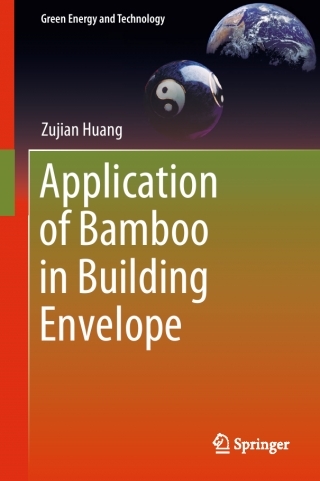 Green Energy and Technology
Zujian Huang
Application
of Bamboo
in Building
Envelope
Springer